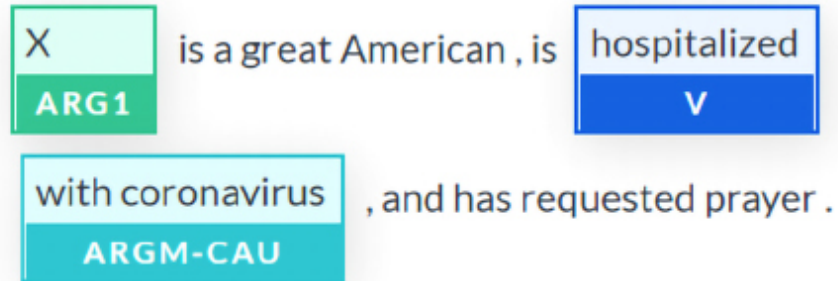 X is a great American , is hospitalized
ARG1 V
with coronavirus , and has requested prayer .
ARGM-CAU